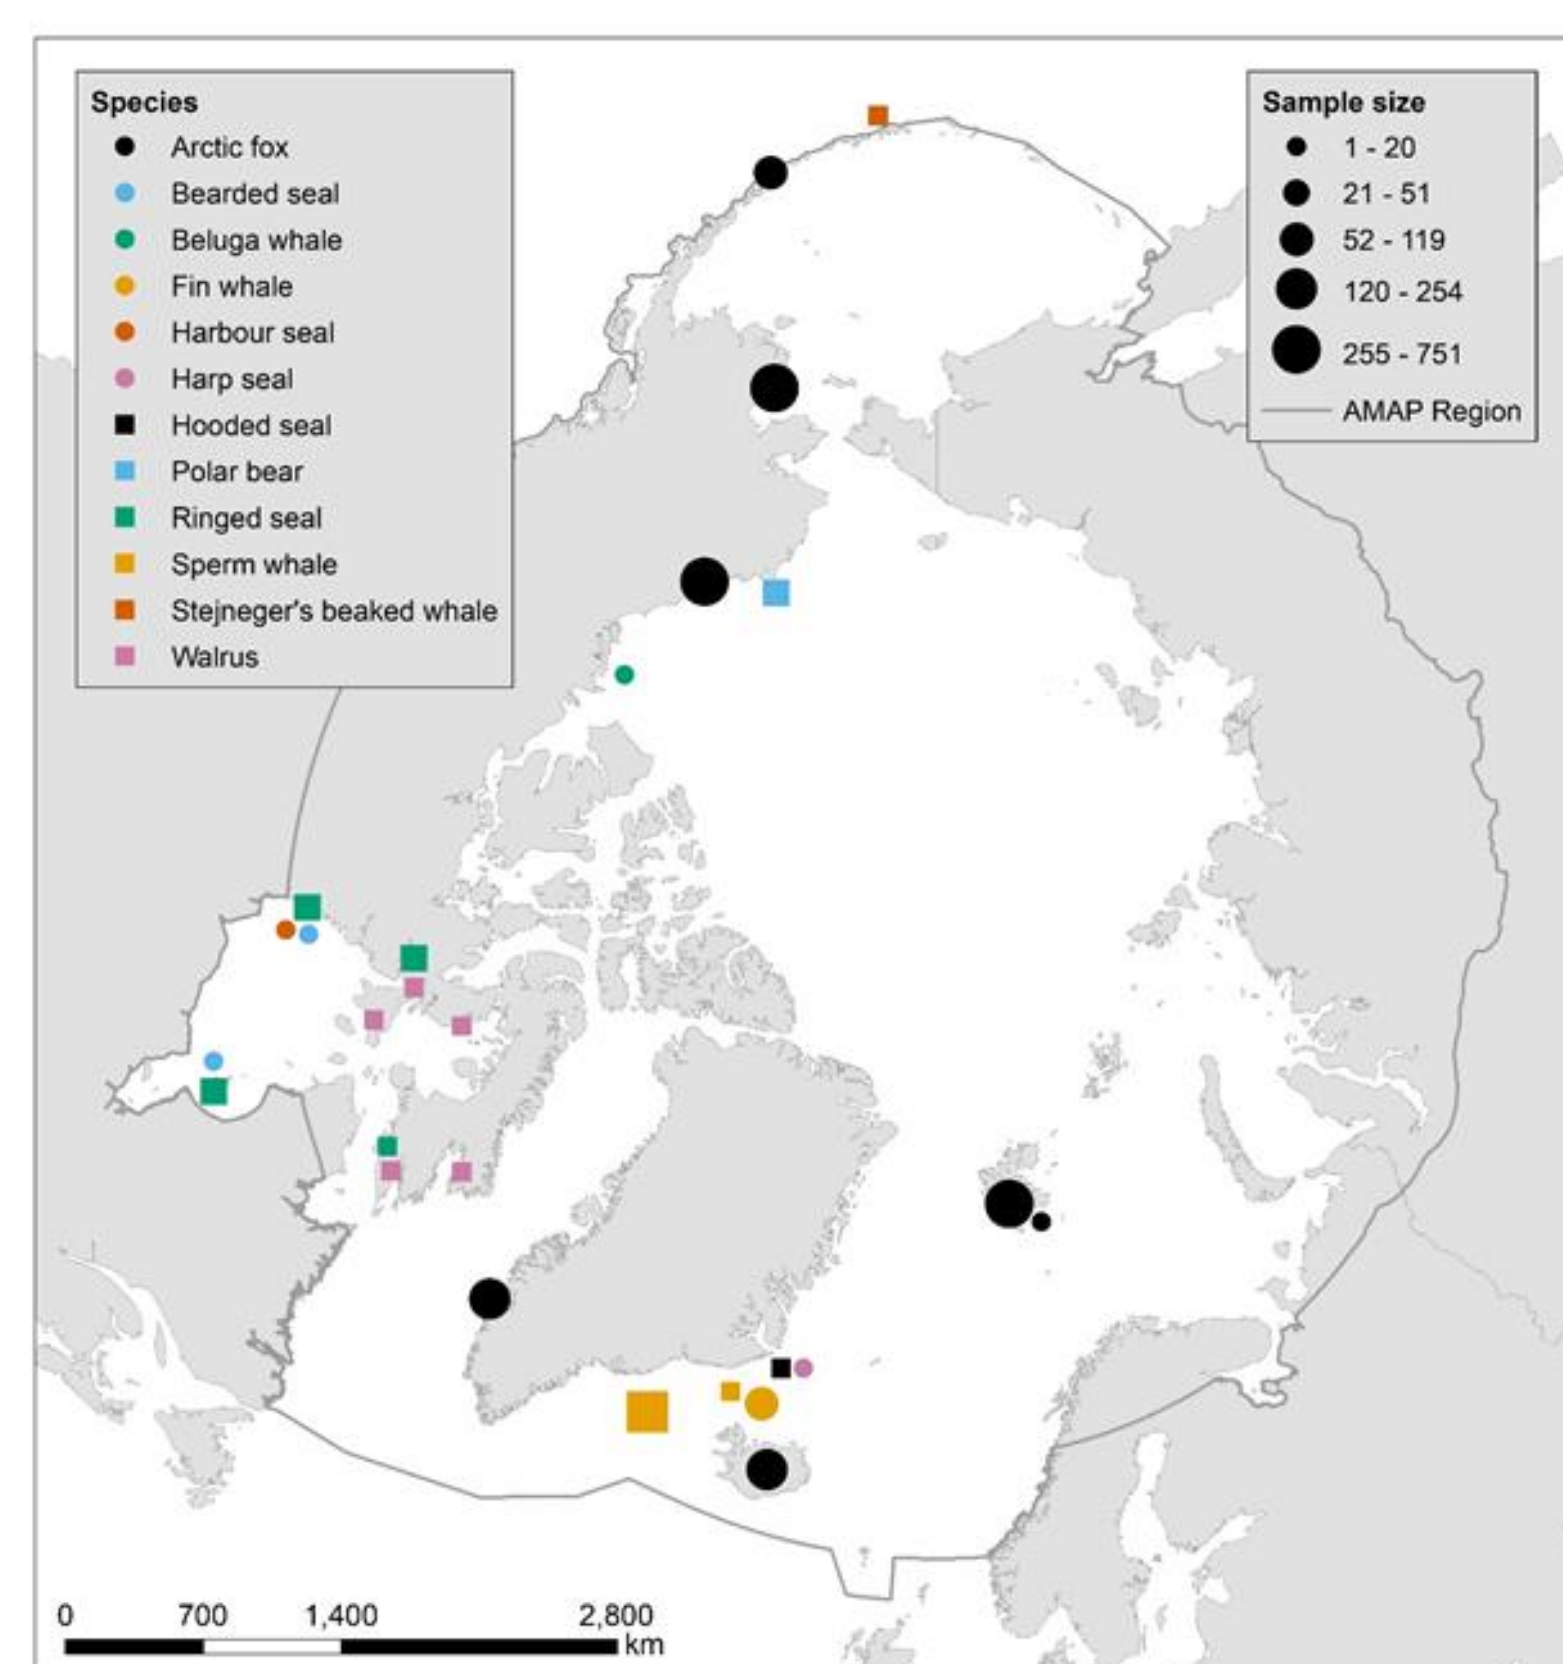 Species
Arctic fox
Bearded seal
Beluga whale
Fin whale
Harbour seal
Harp seal
Hooded seal
Polar bear
Ringed seal
Sperm whale
Stejneger's beaked whale
Walrus
Sample size
1 - 20
21 - 51
52 - 119
120 - 254
255 - 751
AMAP Region
0 700 1,400 2,800
km